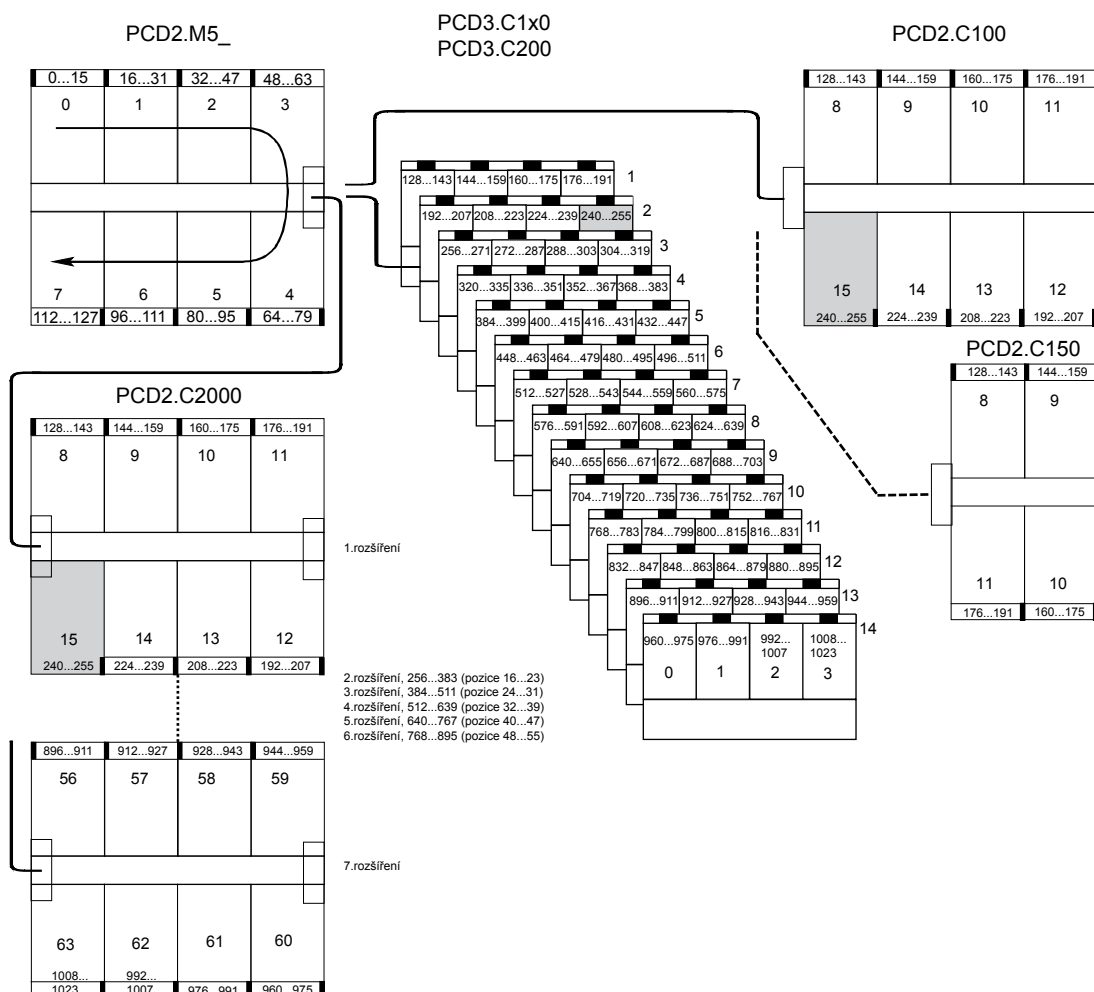 PCD2.M5_
PCD3.C1x0
PCD3.C200
PCD2.C100
0...15 16...31 32...47 48...63
0 1 2 3
7 6 5 4
112...127 96...111 80...95 64...79
128...143 144...159 160...175 176...191
8 9 10 11
15 14 13 12
240...255 224...239 208...223 192...207
PCD2.C150
128...143 144...159
8 9
11 10
176...191 160...175
128...143 144...159 160...175 176...191 1
192...207 208...223 224...239 240...255 2
256...271 272...287 288...303 304...319 3
320...335 336...351 352...367 368...383 4
384...399 400...415 416...431 432...447 5
448...463 464...479 480...495 496...511 6
512...527 528...543 544...559 560...575 7
576...591 592...607 608...623 624...639 8
640...655 656...671 672...687 688...703 9
704...719 720...735 736...751 752...767 10
768...783 784...799 800...815 816...831 11
832...847 848...863 864...879 880...895 12
896...911 912...927 928...943 944...959 13
14
960...975 976...991 992... 1008...
1007 1023
0 1 2 3
PCD2.C2000
128...143 144...159 160...175 176...191
8 9 10 11
1.rozšíření
15 14 13 12
240...255 224...239 208...223 192...207
2.rozšíření, 256...383 (pozice 16...23)
3.rozšíření, 384...511 (pozice 24...31)
4.rozšíření, 512...639 (pozice 32...39)
5.rozšíření, 640...767 (pozice 40...47)
6.rozšíření, 768...895 (pozice 48...55)
896...911 912...927 928...943 944...959
56 57 58 59
7.rozšíření
63 62 61 60
1008... 992...
1023 1007 976...991 960...975